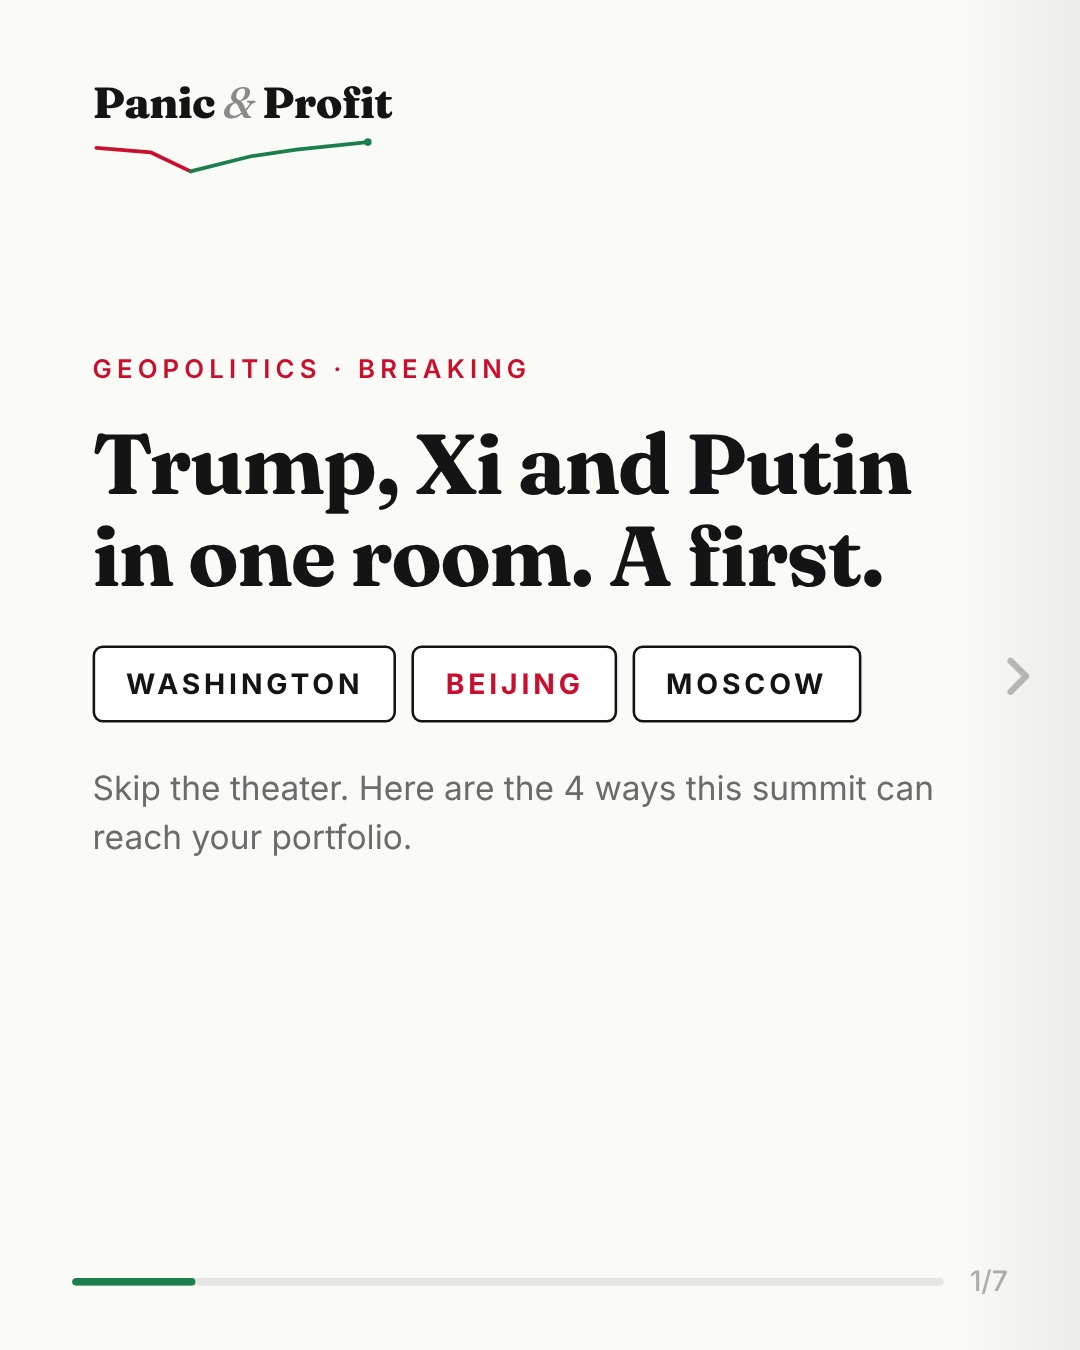 Panic & Profit
GEOPOLITICS · BREAKING
Trump, Xi and Putin
in one room. A first.
WASHINGTON BEIJING MOSCOW
Skip the theater. Here are the 4 ways this summit can
reach your portfolio.
1/7